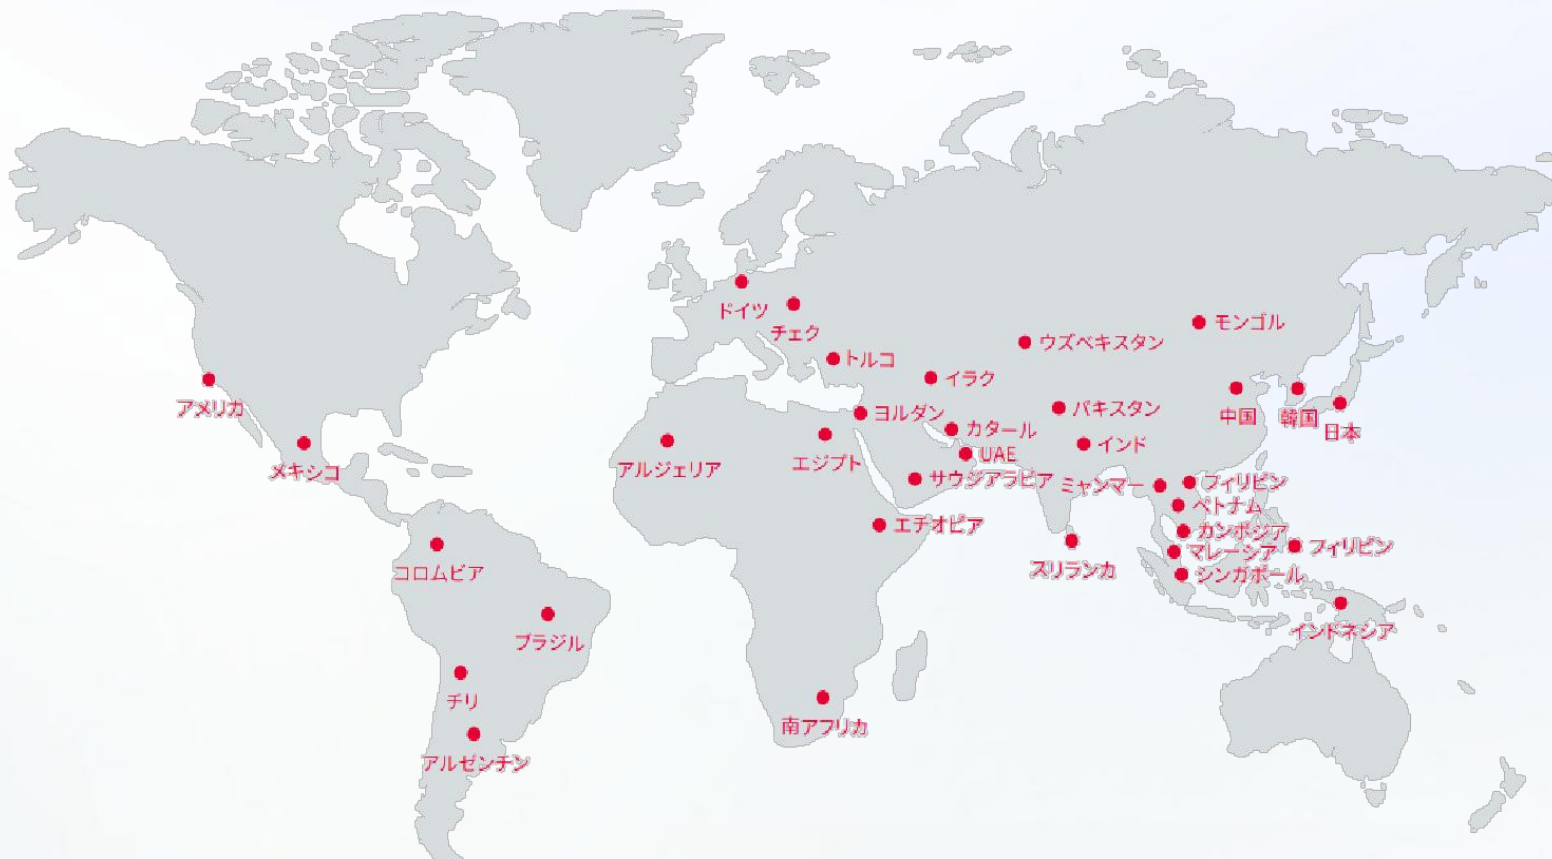 ドイツ
チェク
モンゴル
ウズベキスタン
トルコ
イラク
アメリカ
ヨルダン
パキスタン
中国
韓国
日本
カタール
インド
メキシコ
アルジェリア
エジプト
UAE
サウジアラビア
ミャンマー
フィリピン
ベトナム
エチオピア
カンボジア
マレーシア
フィリピン
コロムビア
スリランカ
シンガポール
インドネシア
ブラジル
チリ
南アフリカ
アルゼンチン